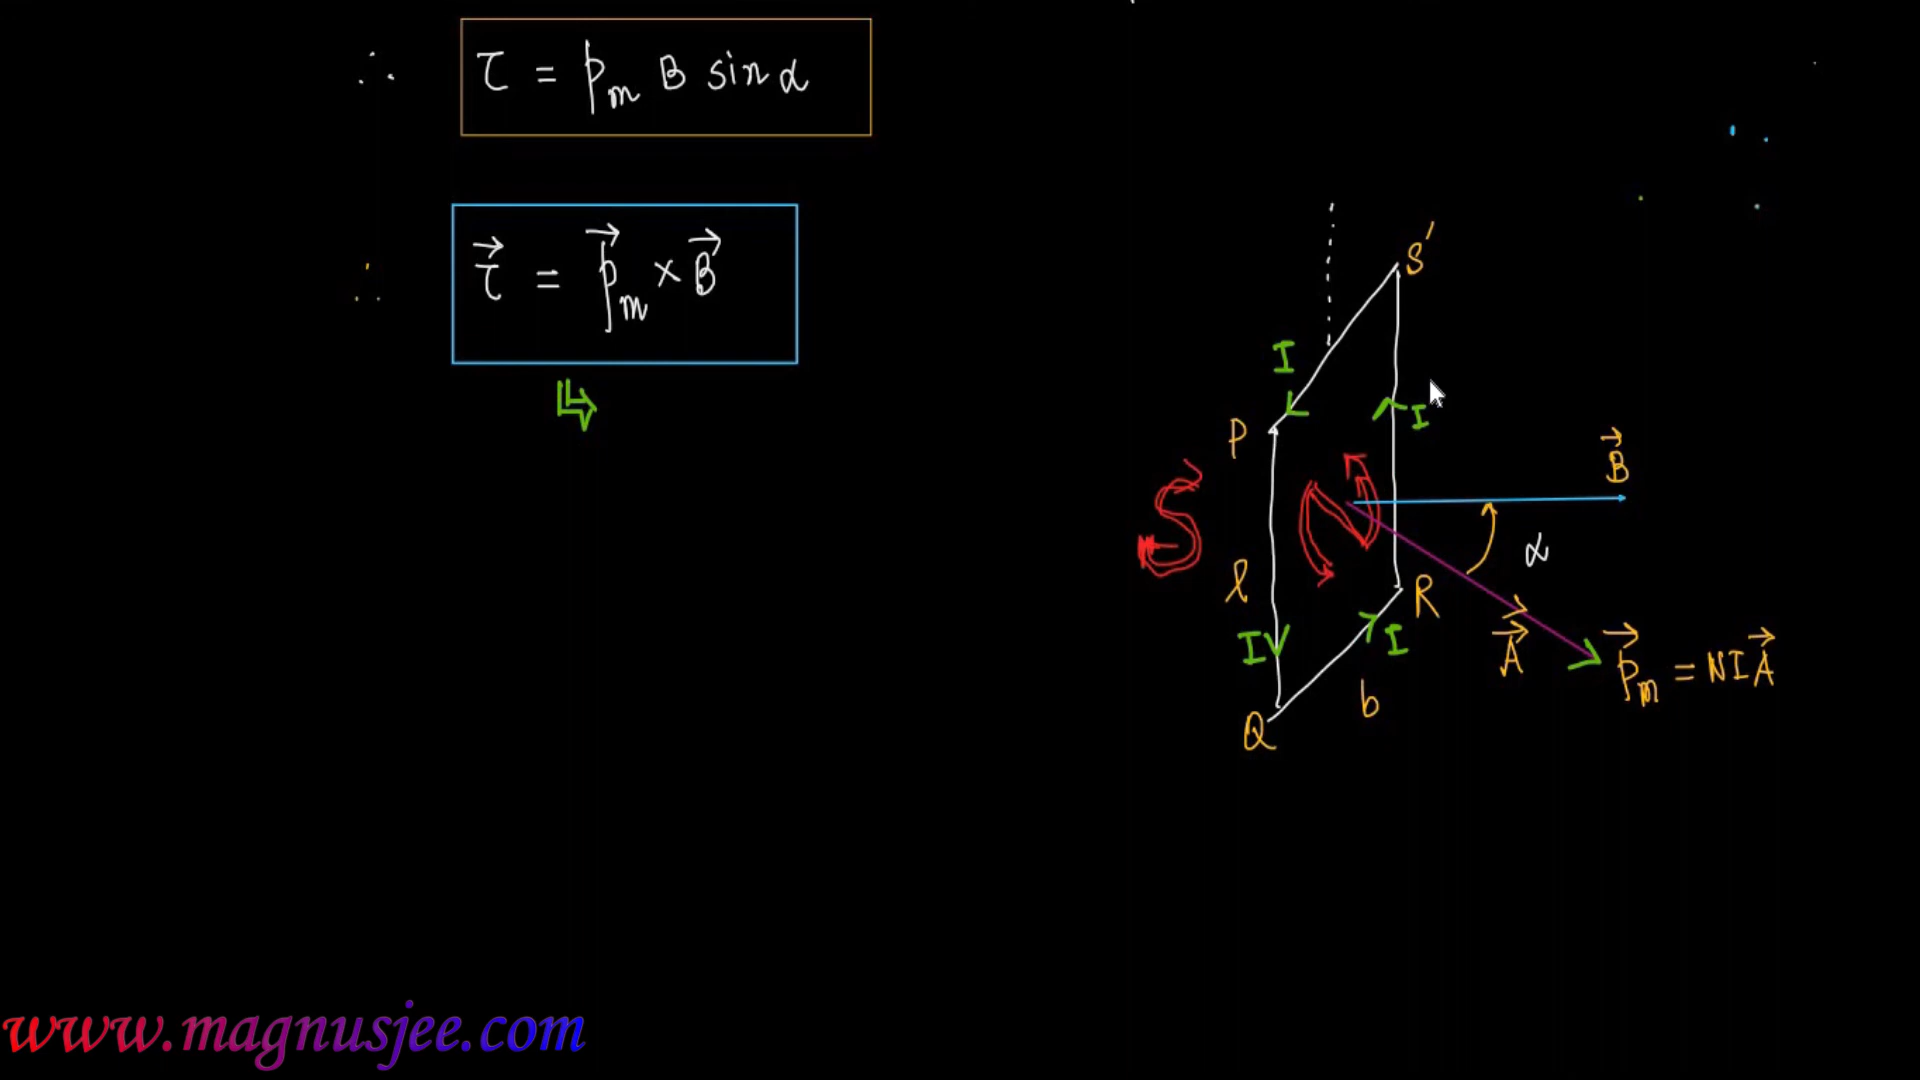 ∴ τ = pₘ B sin α
∴ τ⃗ = p⃗ₘ × B⃗
S'
I
I
P
B⃗
S
N
α
l
R
I
I
A⃗
p⃗ₘ = NIA⃗
b
Q
www.magnusjee.com